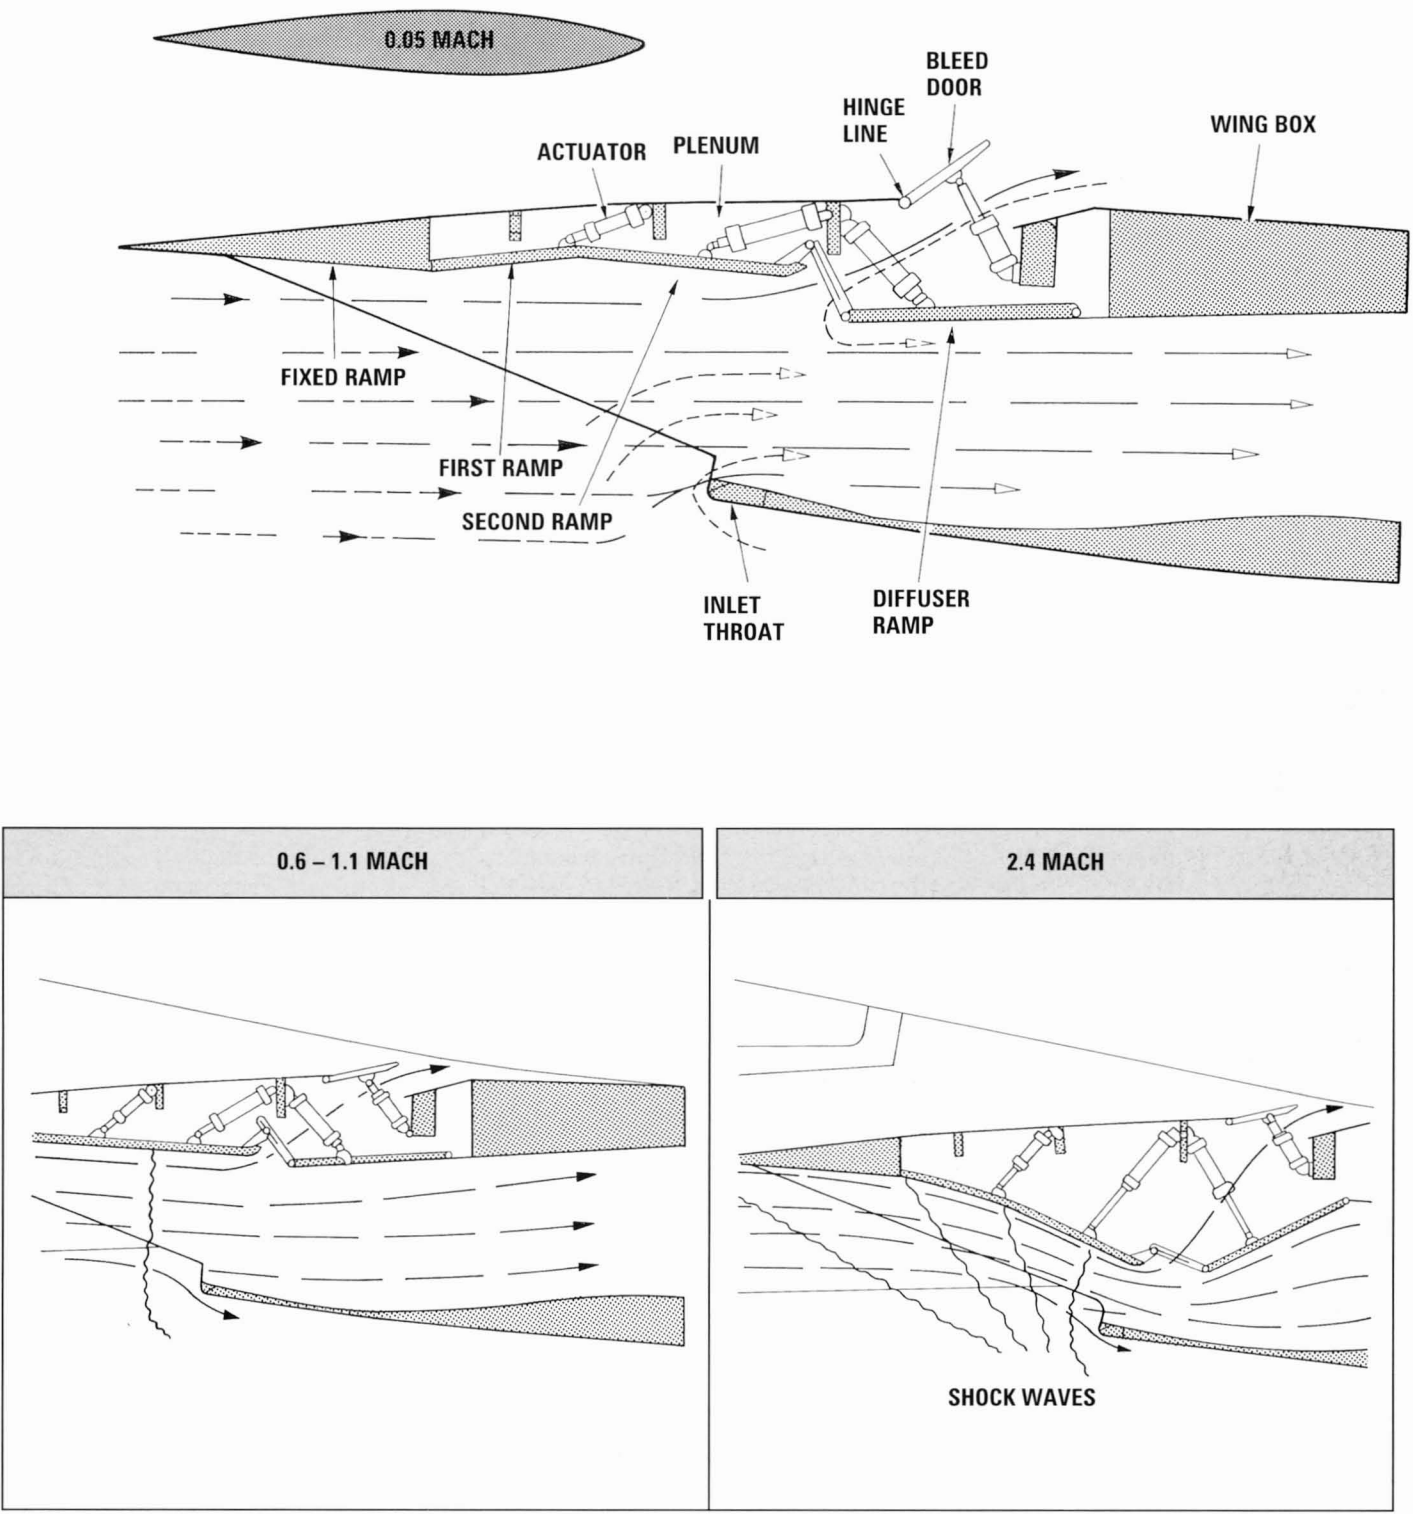 0.05 MACH
BLEED
DOOR
HINGE
LINE
WING BOX
ACTUATOR
PLENUM
FIXED RAMP
FIRST RAMP
SECOND RAMP
INLET
THROAT
DIFFUSER
RAMP
0.6 – 1.1 MACH
2.4 MACH
SHOCK WAVES